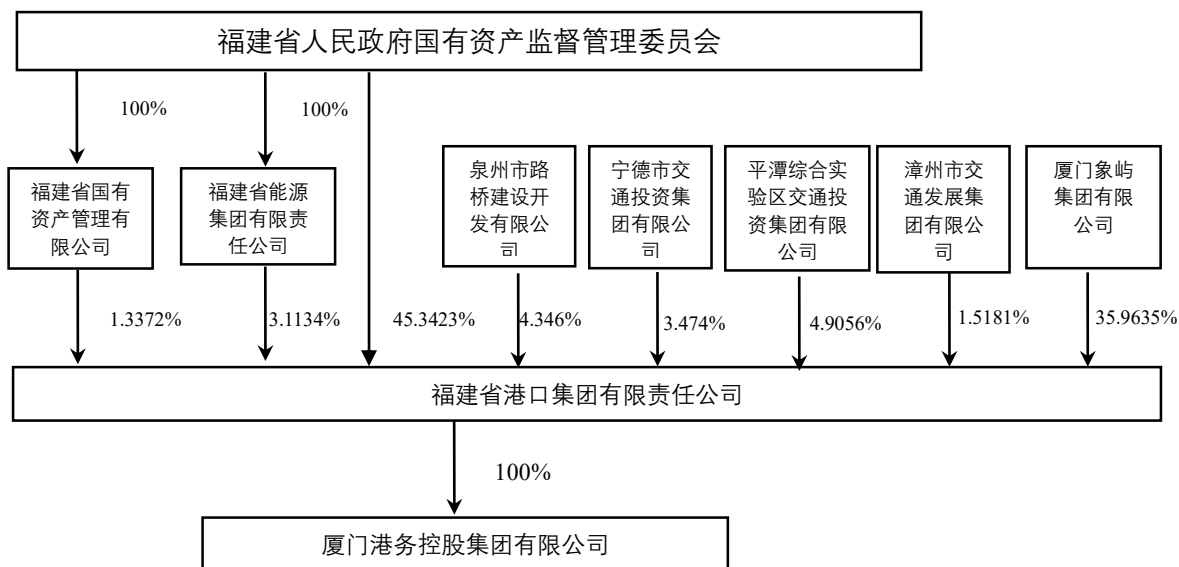 福建省人民政府国有资产监督管理委员会
100%
100%
福建省国有
资产管理有
限公司
福建省能源
集团有限责
任公司
泉州市路
桥建设开
发有限公
司
宁德市交
通投资集
团有限公
司
平潭综合实
验区交通投
资集团有限
公司
漳州市交
通发展集
团有限公
司
厦门象屿
集团有限
公司
1.3372%
3.1134%
45.3423%
4.346%
3.474%
4.9056%
1.5181%
35.9635%
福建省港口集团有限责任公司
100%
厦门港务控股集团有限公司